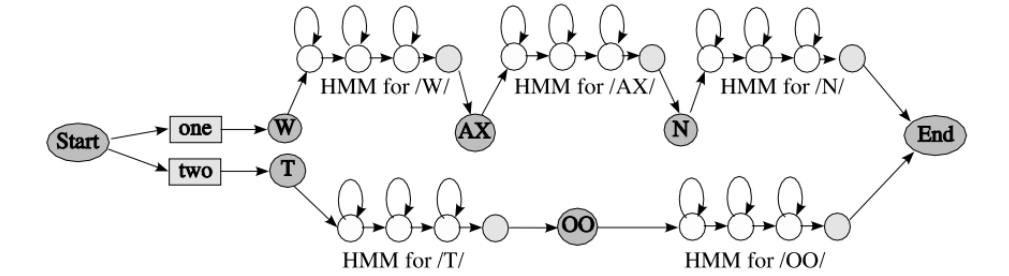 HMM for /W/
HMM for /AX/
HMM for /N/
one
W
AX
N
Start
End
two
T
OO
HMM for /T/
HMM for /OO/